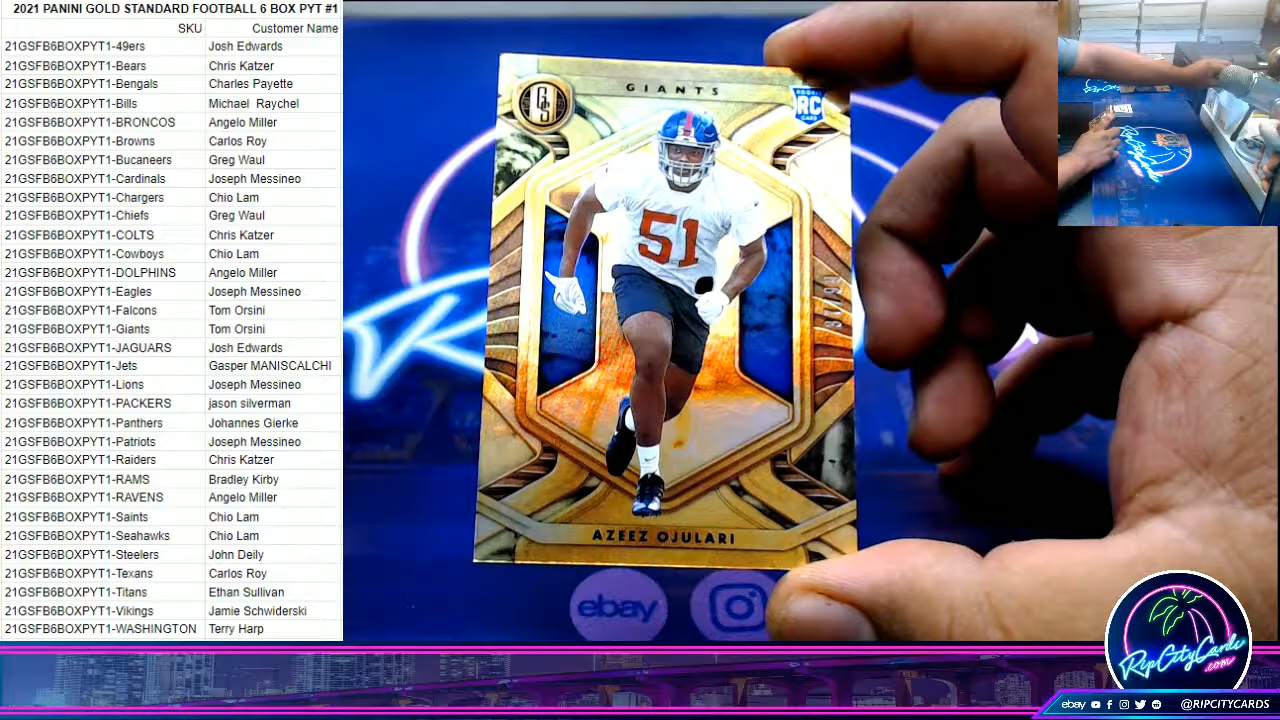 2021 PANINI GOLD STANDARD FOOTBALL 6 BOX PYT #1
SKU Customer Name
21GSFB6BOXPYT1-49ers Josh Edwards
21GSFB6BOXPYT1-Bears Chris Katzer
21GSFB6BOXPYT1-Bengals Charles Payette
21GSFB6BOXPYT1-Bills Michael Raychel
21GSFB6BOXPYT1-BRONCOS Angelo Miller
21GSFB6BOXPYT1-Browns Carlos Roy
21GSFB6BOXPYT1-Bucaneers Greg Waul
21GSFB6BOXPYT1-Cardinals Joseph Messineo
21GSFB6BOXPYT1-Chargers Chio Lam
21GSFB6BOXPYT1-Chiefs Greg Waul
21GSFB6BOXPYT1-COLTS Chris Katzer
21GSFB6BOXPYT1-Cowboys Chio Lam
21GSFB6BOXPYT1-DOLPHINS Angelo Miller
21GSFB6BOXPYT1-Eagles Joseph Messineo
21GSFB6BOXPYT1-Falcons Tom Orsini
21GSFB6BOXPYT1-Giants Tom Orsini
21GSFB6BOXPYT1-JAGUARS Josh Edwards
21GSFB6BOXPYT1-Jets Gasper MANISCALCHI
21GSFB6BOXPYT1-Lions Joseph Messineo
21GSFB6BOXPYT1-PACKERS jason silverman
21GSFB6BOXPYT1-Panthers Johannes Gierke
21GSFB6BOXPYT1-Patriots Joseph Messineo
21GSFB6BOXPYT1-Raiders Chris Katzer
21GSFB6BOXPYT1-RAMS Bradley Kirby
21GSFB6BOXPYT1-RAVENS Angelo Miller
21GSFB6BOXPYT1-Saints Chio Lam
21GSFB6BOXPYT1-Seahawks Chio Lam
21GSFB6BOXPYT1-Steelers John Deily
21GSFB6BOXPYT1-Texans Carlos Roy
21GSFB6BOXPYT1-Titans Ethan Sullivan
21GSFB6BOXPYT1-Vikings Jamie Schwiderski
21GSFB6BOXPYT1-WASHINGTON Terry Harp
GS
GIANTS
ROOKIE
RC
CARD
51
AZEEZ OJULARI
ebay
RipCityCards
.com
ebay @RIPCITYCARDS